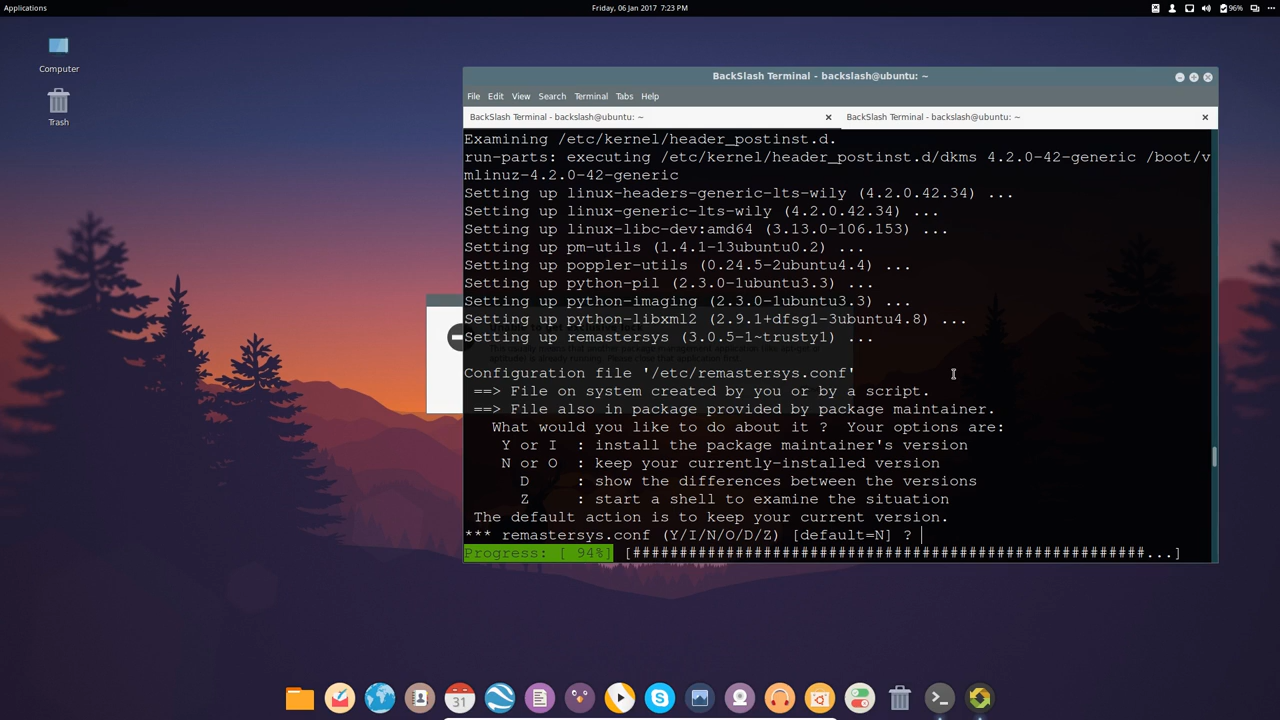 Applications
Friday, 06 Jan 2017 7:23 PM
96%
Computer
Trash
BackSlash Terminal - backslash@ubuntu: ~
File Edit View Search Terminal Tabs Help
BackSlash Terminal - backslash@ubuntu: ~
BackSlash Terminal - backslash@ubuntu: ~
Examining /etc/kernel/header_postinst.d.
run-parts: executing /etc/kernel/header_postinst.d/dkms 4.2.0-42-generic /boot/v
mlinuz-4.2.0-42-generic
Setting up linux-headers-generic-lts-wily (4.2.0.42.34) ...
Setting up linux-generic-lts-wily (4.2.0.42.34) ...
Setting up linux-libc-dev:amd64 (3.13.0-106.153) ...
Setting up pm-utils (1.4.1-13ubuntu0.2) ...
Setting up poppler-utils (0.24.5-2ubuntu4.4) ...
Setting up python-pil (2.3.0-1ubuntu3.3) ...
Setting up python-imaging (2.3.0-1ubuntu3.3) ...
Setting up python-libxml2 (2.9.1+dfsg1-3ubuntu4.8) ...
Setting up remastersys (3.0.5-1~trusty1) ...
Configuration file '/etc/remastersys.conf'
==> File on system created by you or by a script.
==> File also in package provided by package maintainer.
What would you like to do about it ? Your options are:
Y or I : install the package maintainer's version
N or O : keep your currently-installed version
D : show the differences between the versions
Z : start a shell to examine the situation
The default action is to keep your current version.
*** remastersys.conf (Y/I/N/O/D/Z) [default=N] ?
Progress: [ 94%] [#######################################################...]
31